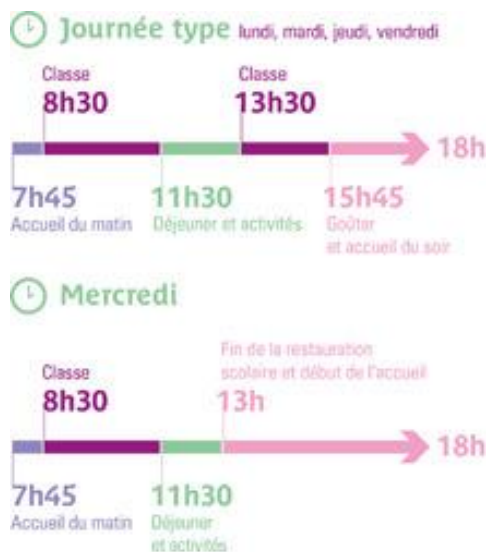 Journée type lundi, mardi, jeudi, vendredi
Classe
8h30
Classe
13h30
18h
7h45
Accueil du matin
11h30
Déjeuner et activités
15h45
Goûter
et accueil du soir
Mercredi
Classe
8h30
Fin de la restauration
scolaire et début de l'accueil
13h
18h
7h45
Accueil du matin
11h30
Déjeuner
et activités